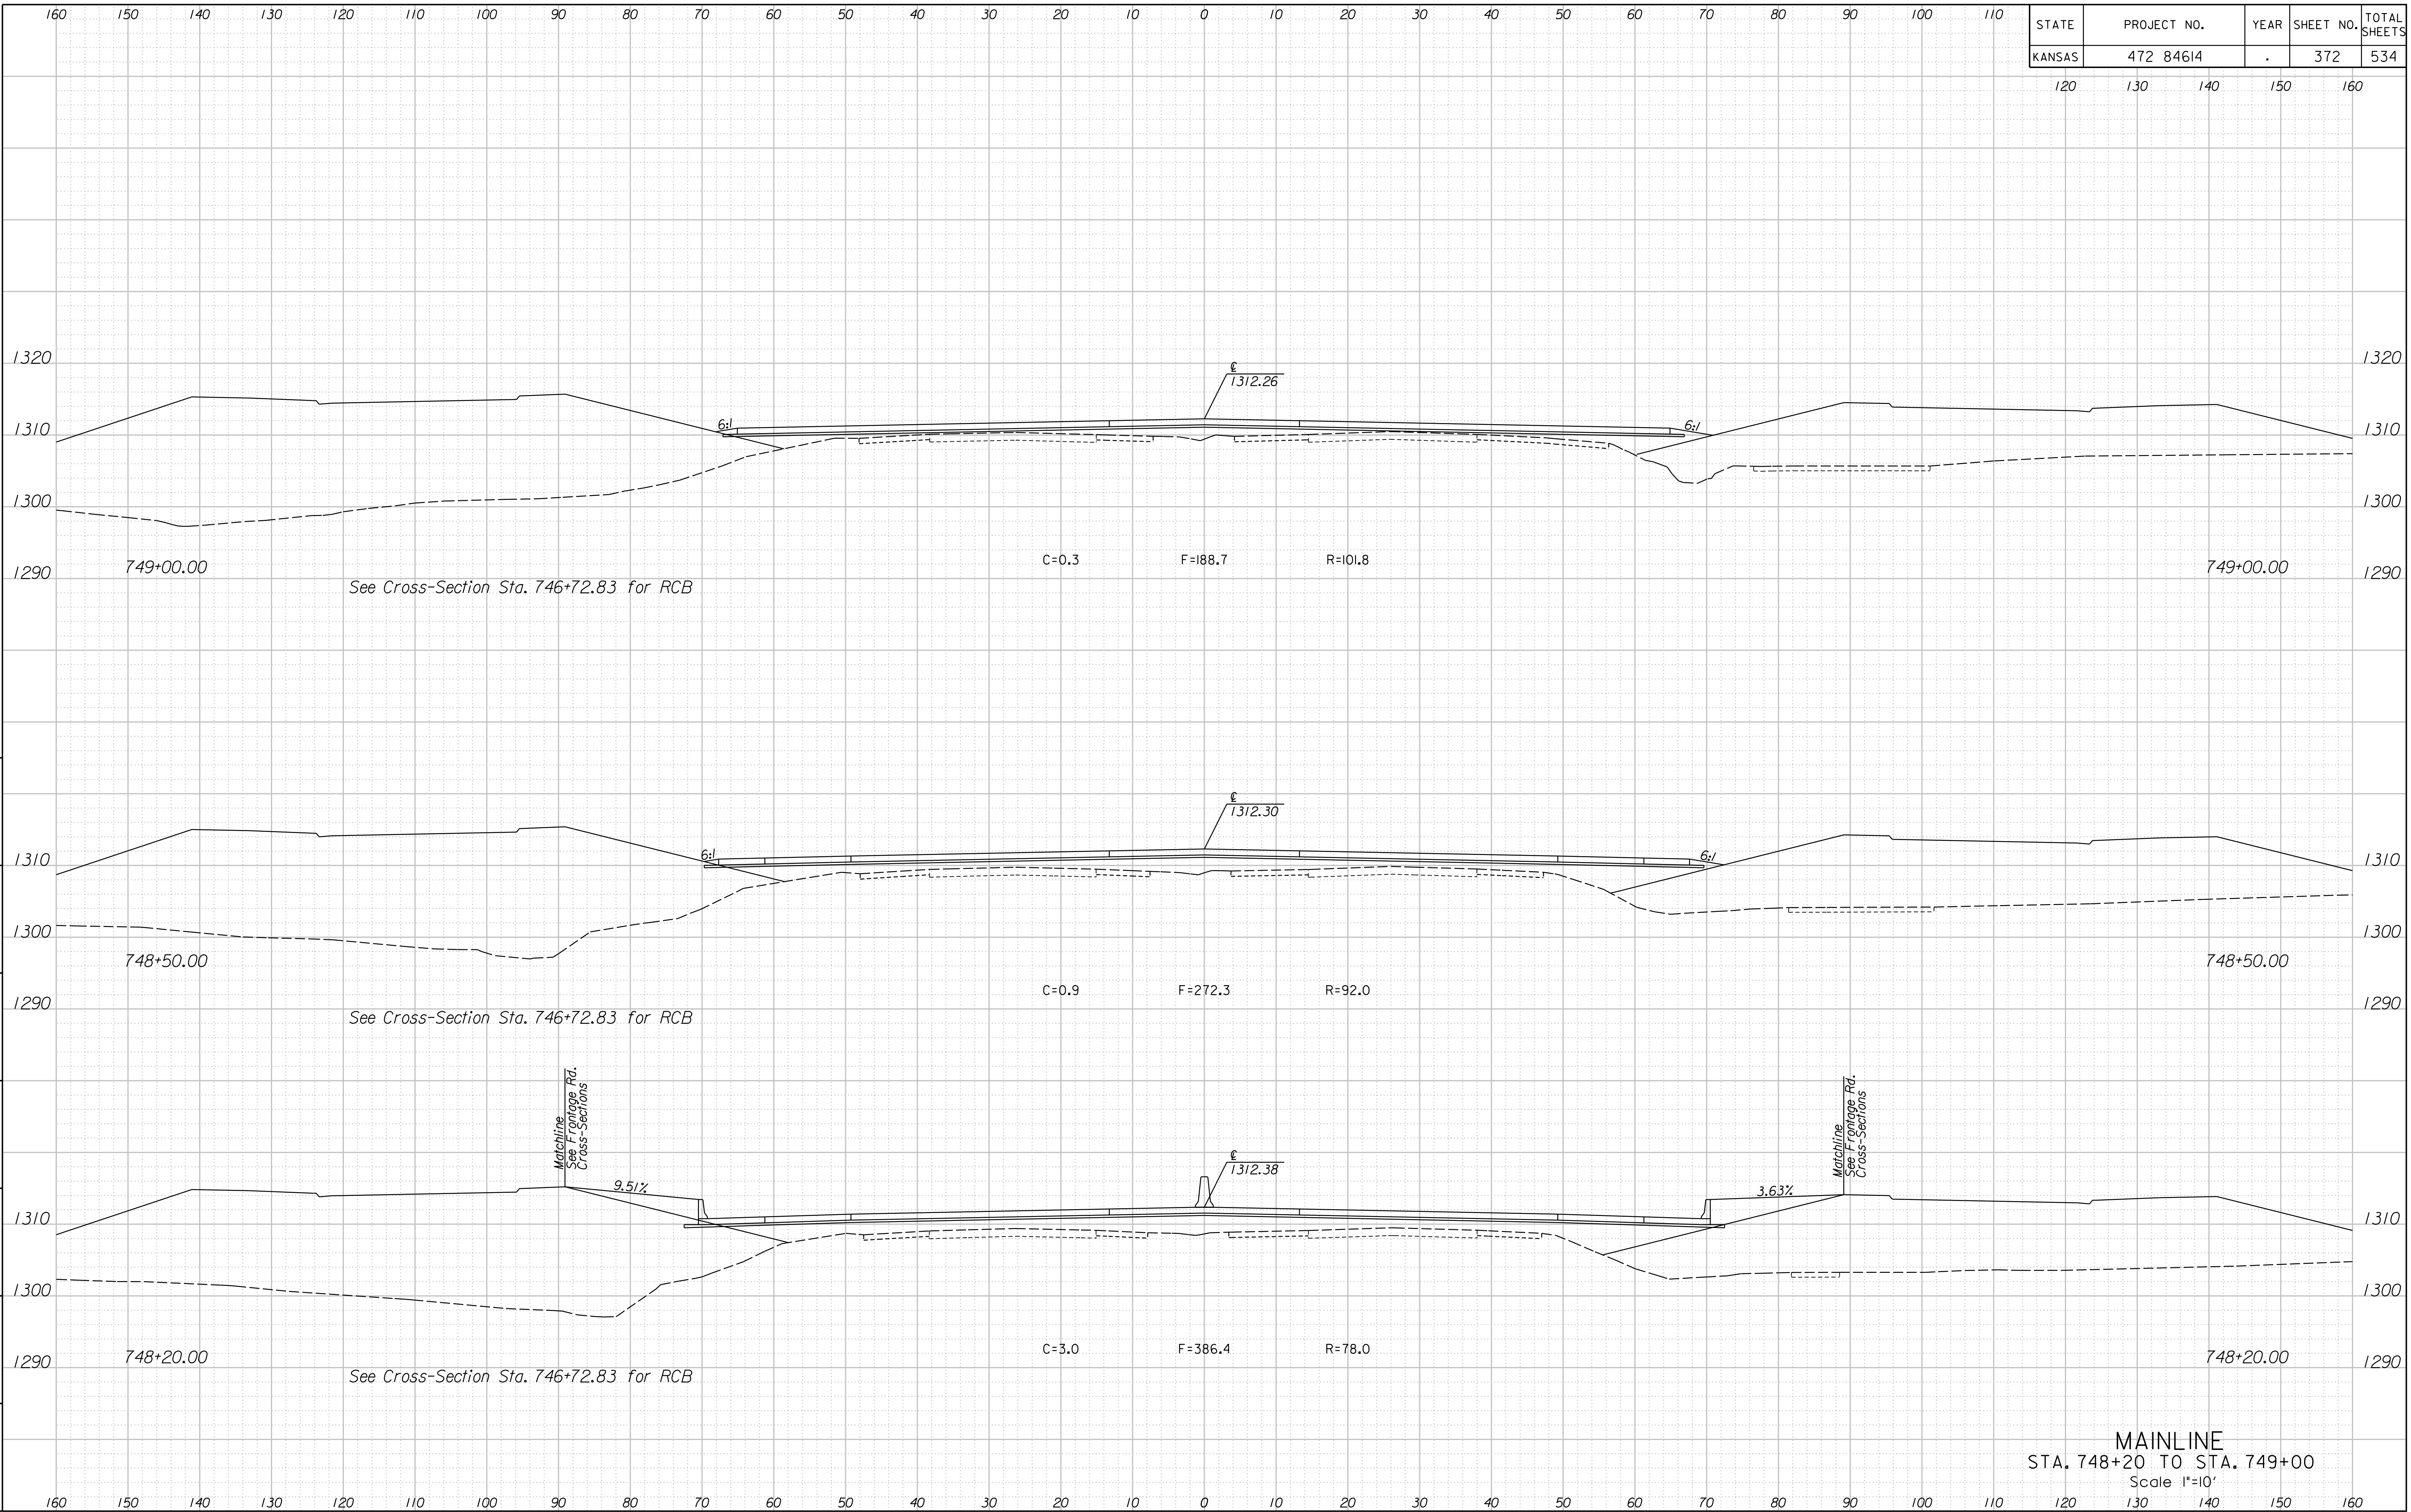 160 150 140 130 120 110 100 90 80 70 60 50 40 30 20 10 0 10 20 30 40 50 60 70 80 90 100 110
STATE PROJECT NO. YEAR SHEET NO. TOTAL SHEETS
KANSAS 472 84614 . 372 534
120 130 140 150 160
1320 1320
℄
1312.26
6:1 6:1
1310 1310
1300 1300
C=0.3 F=188.7 R=101.8
749+00.00 749+00.00
1290 1290
See Cross-Section Sta. 746+72.83 for RCB
℄
1312.30
6:1 6:1
1310 1310
1300 1300
748+50.00 748+50.00
C=0.9 F=272.3 R=92.0
1290 1290
See Cross-Section Sta. 746+72.83 for RCB
Matchline
See Frontage Rd.
Cross-Sections
Matchline
See Frontage Rd.
Cross-Sections
℄
1312.38
9.51% 3.63%
1310 1310
1300 1300
C=3.0 F=386.4 R=78.0
748+20.00 748+20.00
1290 1290
See Cross-Section Sta. 746+72.83 for RCB
MAINLINE
STA. 748+20 TO STA. 749+00
Scale 1"=10'
160 150 140 130 120 110 100 90 80 70 60 50 40 30 20 10 0 10 20 30 40 50 60 70 80 90 100 110 120 130 140 150 160